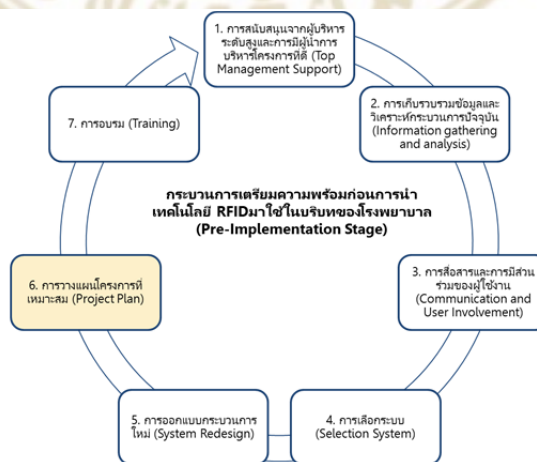 1. การสนับสนุนจากผู้บริหาร
ระดับสูงและการมีผู้นำการ
บริหารโครงการที่ดี (Top
Management Support)
2. การเก็บรวบรวมข้อมูลและ
วิเคราะห์กระบวนการปัจจุบัน
(Information gathering
and analysis)
3. การสื่อสารและการมีส่วน
ร่วมของผู้ใช้งาน
(Communication and
User Involvement)
4. การเลือกระบบ
(Selection System)
5. การออกแบบกระบวนการ
ใหม่ (System Redesign)
6. การวางแผนโครงการที่
เหมาะสม (Project Plan)
7. การอบรม (Training)
กระบวนการเตรียมความพร้อมก่อนการนำ
เทคโนโลยี RFIDมาใช้ในบริบทของโรงพยาบาล
(Pre-Implementation Stage)